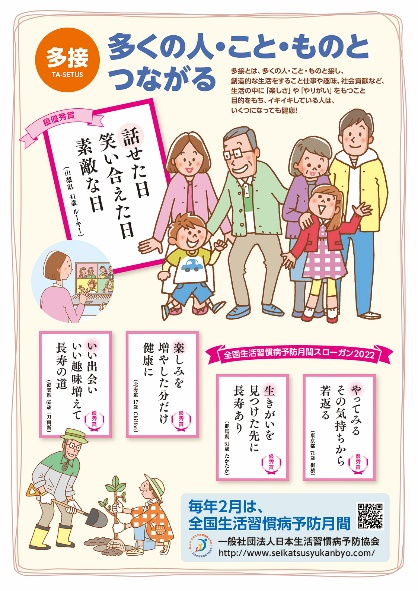 多接
TA-SETUS
多くの人・こと・ものと
つながる
多接とは、多くの人・こと・ものと接し、
創造的な生活をすること仕事や趣味、社会貢献など、
生活の中に「楽しさ」や「やりがい」をもつこと
目的をもち、イキイキしている人は、
いくつになっても健康!
最優秀賞
話せた日
笑い合えた日
素敵な日
全国生活習慣病予防月間スローガン2022
いい出会い
いい趣味増えて
長寿の道
優秀賞
楽しみを
増やした分だけ
健康に
優秀賞
生きがいを
見つけた先に
長寿あり
優秀賞
やってみる
その気持ちから
若返る
優秀賞
毎年2月は、
全国生活習慣病予防月間
一般社団法人日本生活習慣病予防協会
http://www.seikatsusyukanbyo.com/